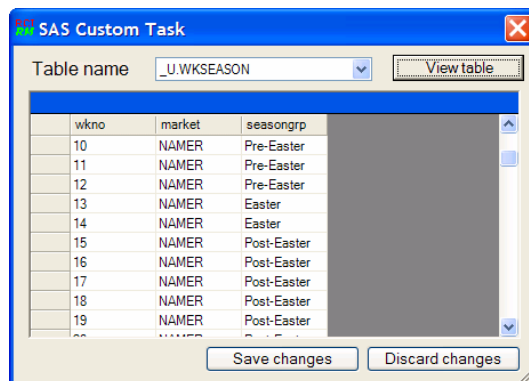 SAS Custom Task
Table name _U.WKSEASON View table
wkno market seasongrp
10 NAMER Pre-Easter
11 NAMER Pre-Easter
12 NAMER Pre-Easter
13 NAMER Easter
14 NAMER Easter
15 NAMER Post-Easter
16 NAMER Post-Easter
17 NAMER Post-Easter
18 NAMER Post-Easter
19 NAMER Post-Easter
Save changes Discard changes